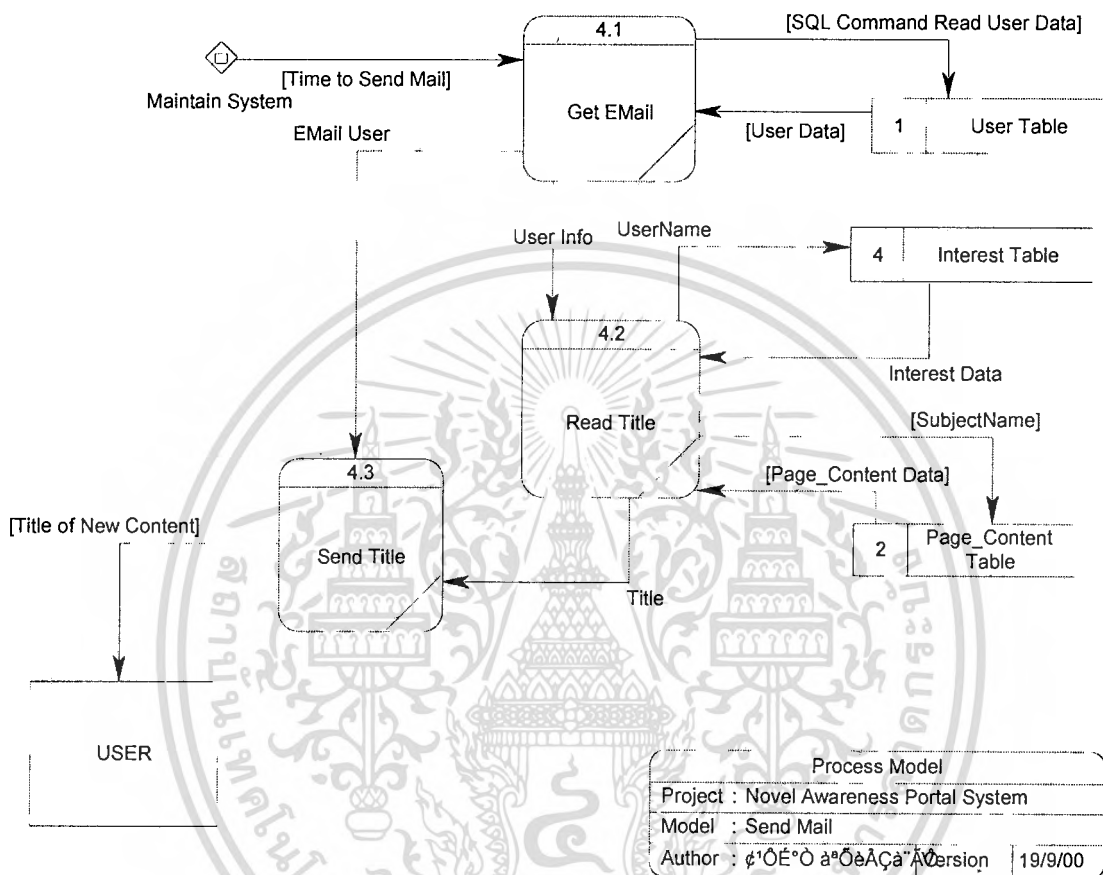 4.1
[SQL Command Read User Data]
[Time to Send Mail]
Maintain System
Get EMail
[User Data]
1
User Table
EMail User
User Info
UserName
4
Interest Table
4.2
Interest Data
Read Title
[SubjectName]
4.3
[Page_Content Data]
[Title of New Content]
Send Title
2
Page_Content
Table
Title
USER
Process Model
Project : Novel Awareness Portal System
Model : Send Mail
Author :
Version
19/9/00